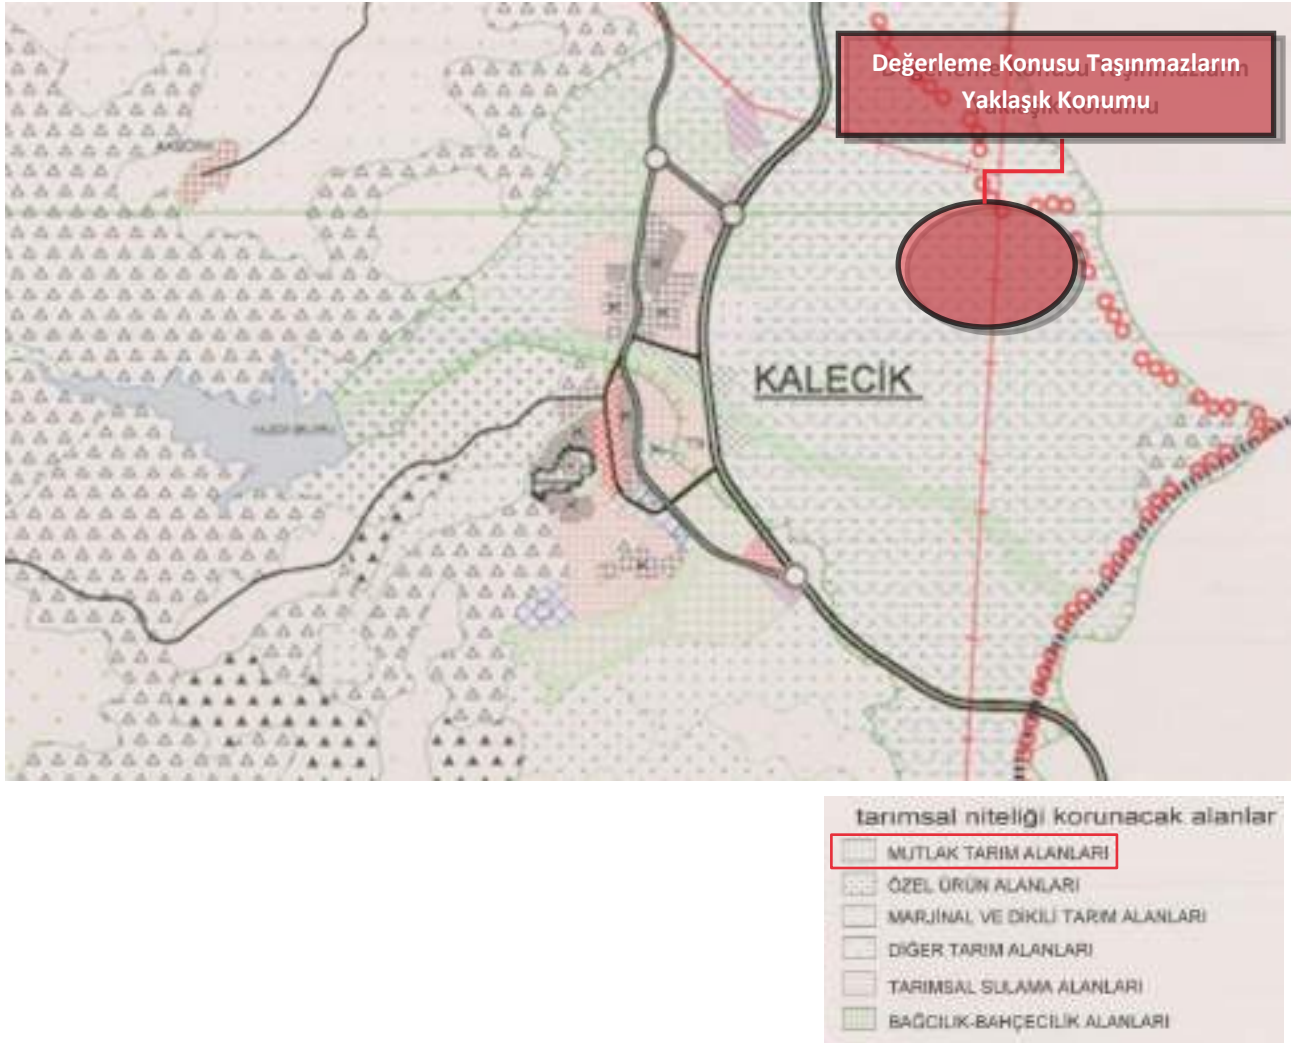 Değerleme Konusu Taşınmazların
Yaklaşık Konumu
KALECİK
tarımsal niteliği korunacak alanlar
MUTLAK TARIM ALANLARI
ÖZEL ÜRÜN ALANLARI
MARJİNAL VE DİKİLİ TARIM ALANLARI
DİĞER TARIM ALANLARI
TARIMSAL SULAMA ALANLARI
BAĞCILIK-BAHÇECİLİK ALANLARI